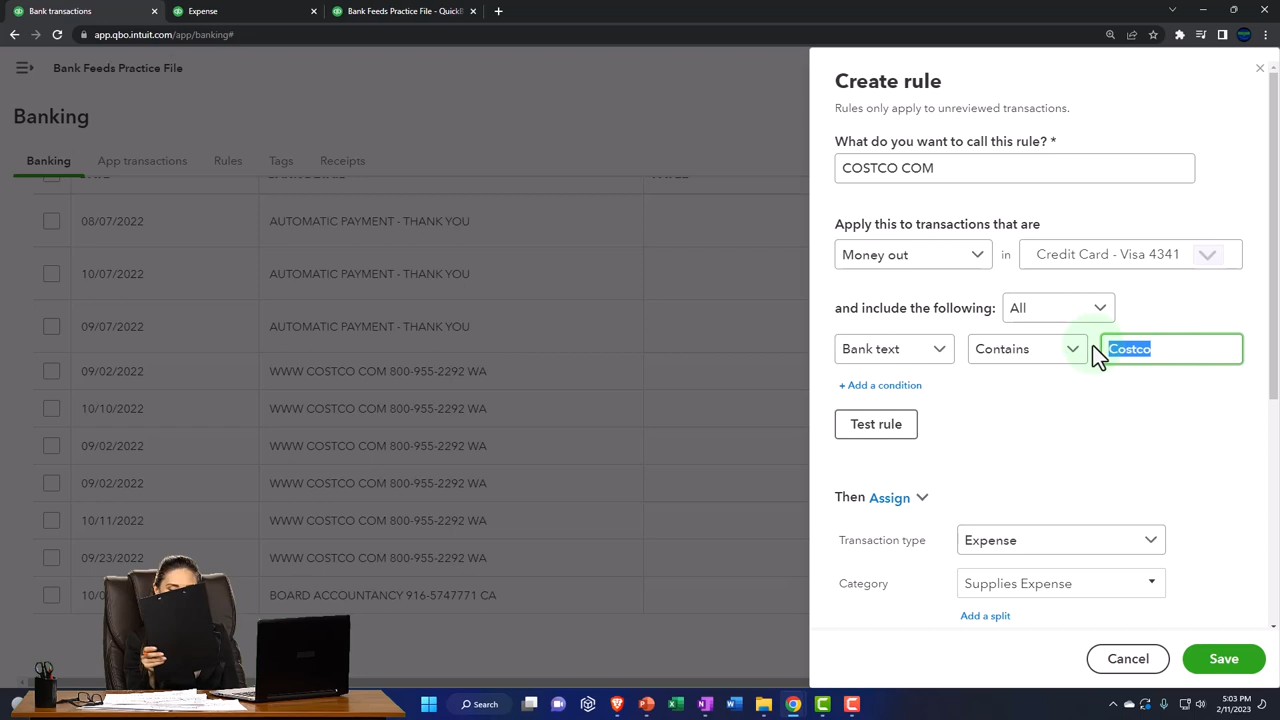 Bank transactions
Expense
Bank Feeds Practice File - QuickB
app.qbo.intuit.com/app/banking#
Bank Feeds Practice File
Banking
Banking App transactions Rules Tags Receipts
08/07/2022 AUTOMATIC PAYMENT - THANK YOU
10/07/2022 AUTOMATIC PAYMENT - THANK YOU
09/07/2022 AUTOMATIC PAYMENT - THANK YOU
09/02/2022 WWW COSTCO COM 800-955-2292 WA
10/10/2022 WWW COSTCO COM 800-955-2292 WA
09/02/2022 WWW COSTCO COM 800-955-2292 WA
09/02/2022 WWW COSTCO COM 800-955-2292 WA
10/11/2022 WWW COSTCO COM 800-955-2292 WA
09/23/2022 WWW COSTCO COM 800-955-2292 WA
BOARD ACCOUNTANCY 916-5747771 CA
Create rule
Rules only apply to unreviewed transactions.
What do you want to call this rule? *
COSTCO COM
Apply this to transactions that are
Money out in Credit Card - Visa 4341
and include the following: All
Bank text Contains Costco
+ Add a condition
Test rule
Then Assign
Transaction type Expense
Category Supplies Expense
Add a split
Cancel Save
Search
5:03 PM
2/11/2023